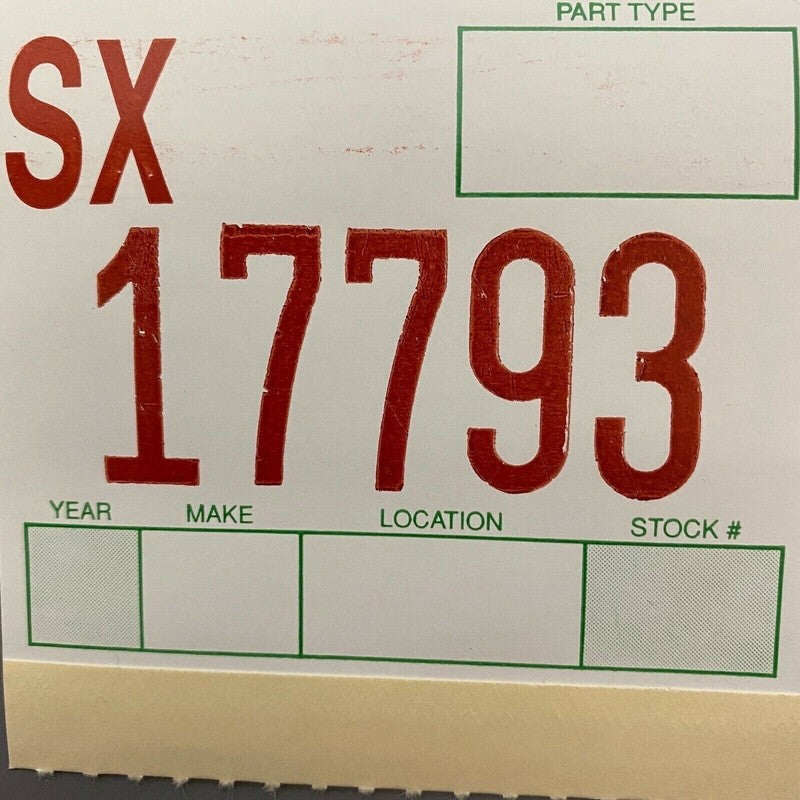 PART TYPE
SX
17793
YEAR MAKE LOCATION STOCK #